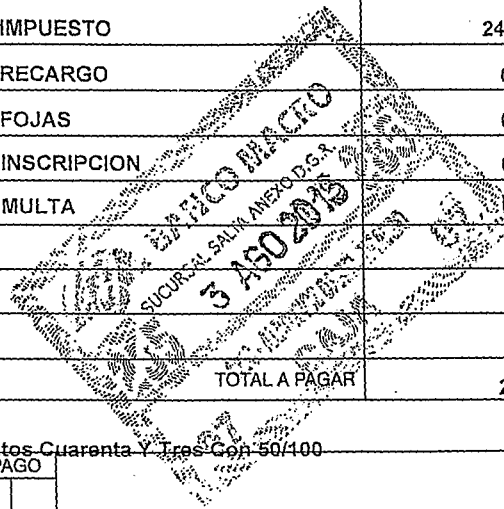 IMPUESTO 24
RECARGO
FOJAS
INSCRIPCION
MULTA
BANCO MACRO
SUCURSAL SALTA ANEXO D.G.R.
3 AGO 2015
TOTAL A PAGAR 2
tos Cuarenta Y Tres Con 50/100
PAGO